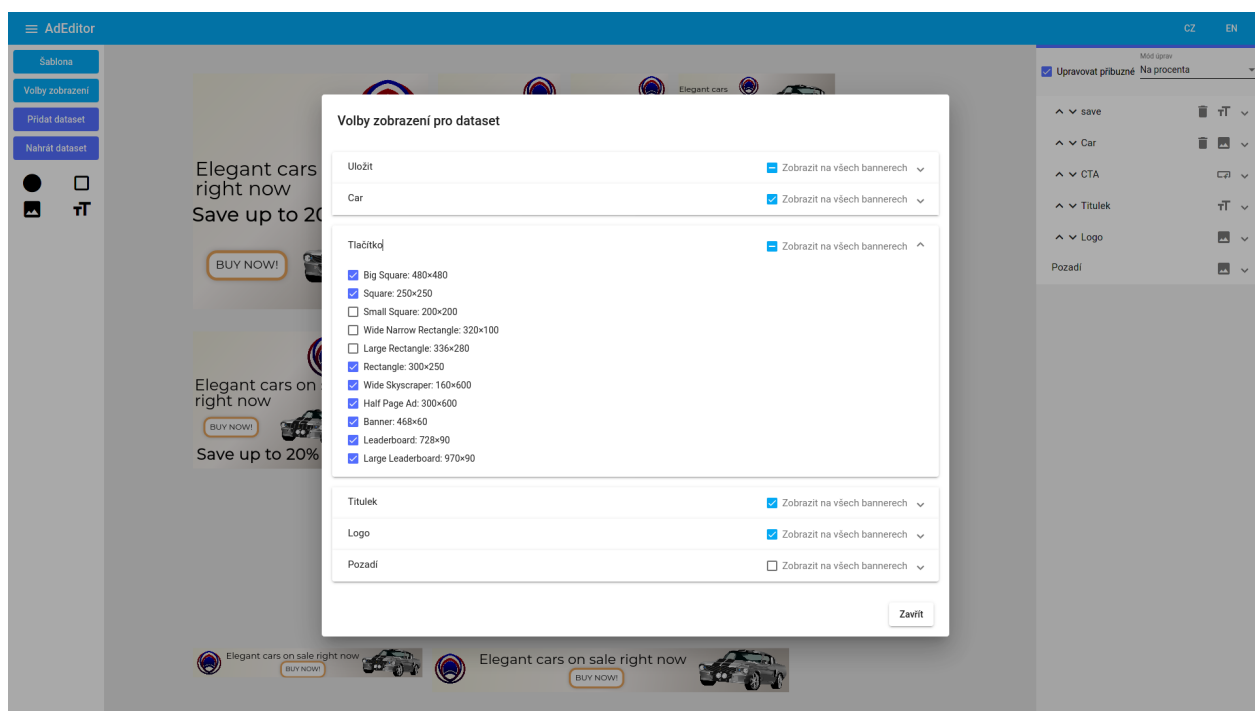 AdEditor
CZ EN
Šablona
Volby zobrazení
Přidat dataset
Nahrát dataset
Elegant cars
Elegant cars
right now
Save up to 20
BUY NOW!
Elegant cars on
right now
BUY NOW!
Save up to 20%
Volby zobrazení pro dataset
Uložit Zobrazit na všech bannerech
Car Zobrazit na všech bannerech
Tlačítko Zobrazit na všech bannerech
Big Square: 480×480
Square: 250×250
Small Square: 200×200
Wide Narrow Rectangle: 320×100
Large Rectangle: 336×280
Rectangle: 300×250
Wide Skyscraper: 160×600
Half Page Ad: 300×600
Banner: 468×60
Leaderboard: 728×90
Large Leaderboard: 970×90
Titulek Zobrazit na všech bannerech
Logo Zobrazit na všech bannerech
Pozadí Zobrazit na všech bannerech
Zavřít
Elegant cars on sale right now
BUY NOW!
Elegant cars on sale right now
BUY NOW!
Mód úprav
Upravovat příbuzné Na procenta
save
Car
CTA
Titulek
Logo
Pozadí